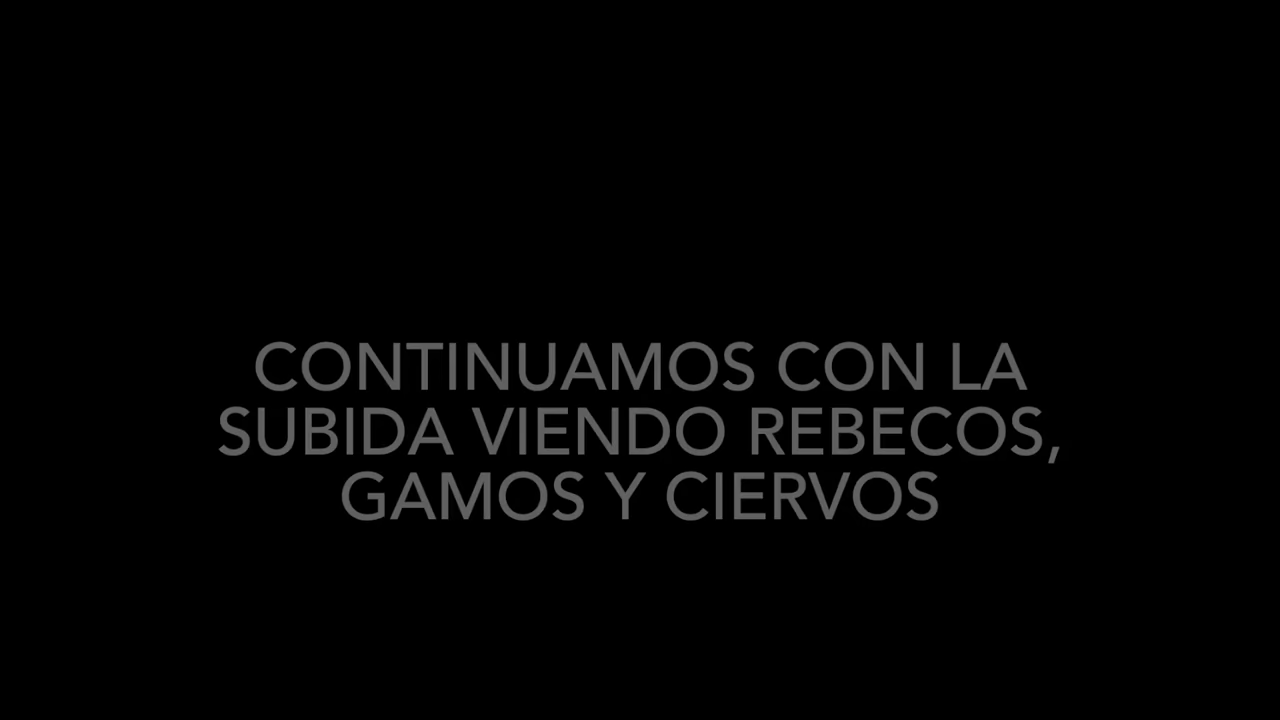 CONTINUAMOS CON LA
SUBIDA VIENDO REBECOS,
GAMOS Y CIERVOS